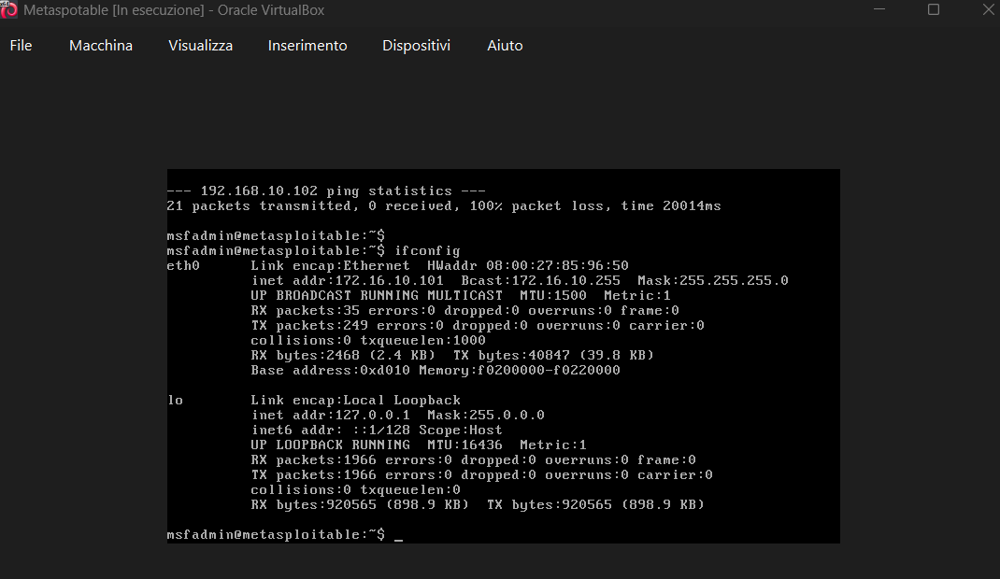 Metaspotable [In esecuzione] - Oracle VirtualBox
File Macchina Visualizza Inserimento Dispositivi Aiuto
--- 192.168.10.102 ping statistics ---
21 packets transmitted, 0 received, 100% packet loss, time 20014ms
msfadmin@metasploitable:~$
msfadmin@metasploitable:~$ ifconfig
eth0 Link encap:Ethernet HWaddr 08:00:27:85:96:50
inet addr:172.16.10.101 Bcast:172.16.10.255 Mask:255.255.255.0
UP BROADCAST RUNNING MULTICAST MTU:1500 Metric:1
RX packets:35 errors:0 dropped:0 overruns:0 frame:0
TX packets:249 errors:0 dropped:0 overruns:0 carrier:0
collisions:0 txqueuelen:1000
RX bytes:2468 (2.4 KB) TX bytes:40847 (39.8 KB)
Base address:0xd010 Memory:f0200000-f0220000
lo Link encap:Local Loopback
inet addr:127.0.0.1 Mask:255.0.0.0
inet6 addr: ::1/128 Scope:Host
UP LOOPBACK RUNNING MTU:16436 Metric:1
RX packets:1966 errors:0 dropped:0 overruns:0 frame:0
TX packets:1966 errors:0 dropped:0 overruns:0 carrier:0
collisions:0 txqueuelen:0
RX bytes:920565 (898.9 KB) TX bytes:920565 (898.9 KB)
msfadmin@metasploitable:~$ _